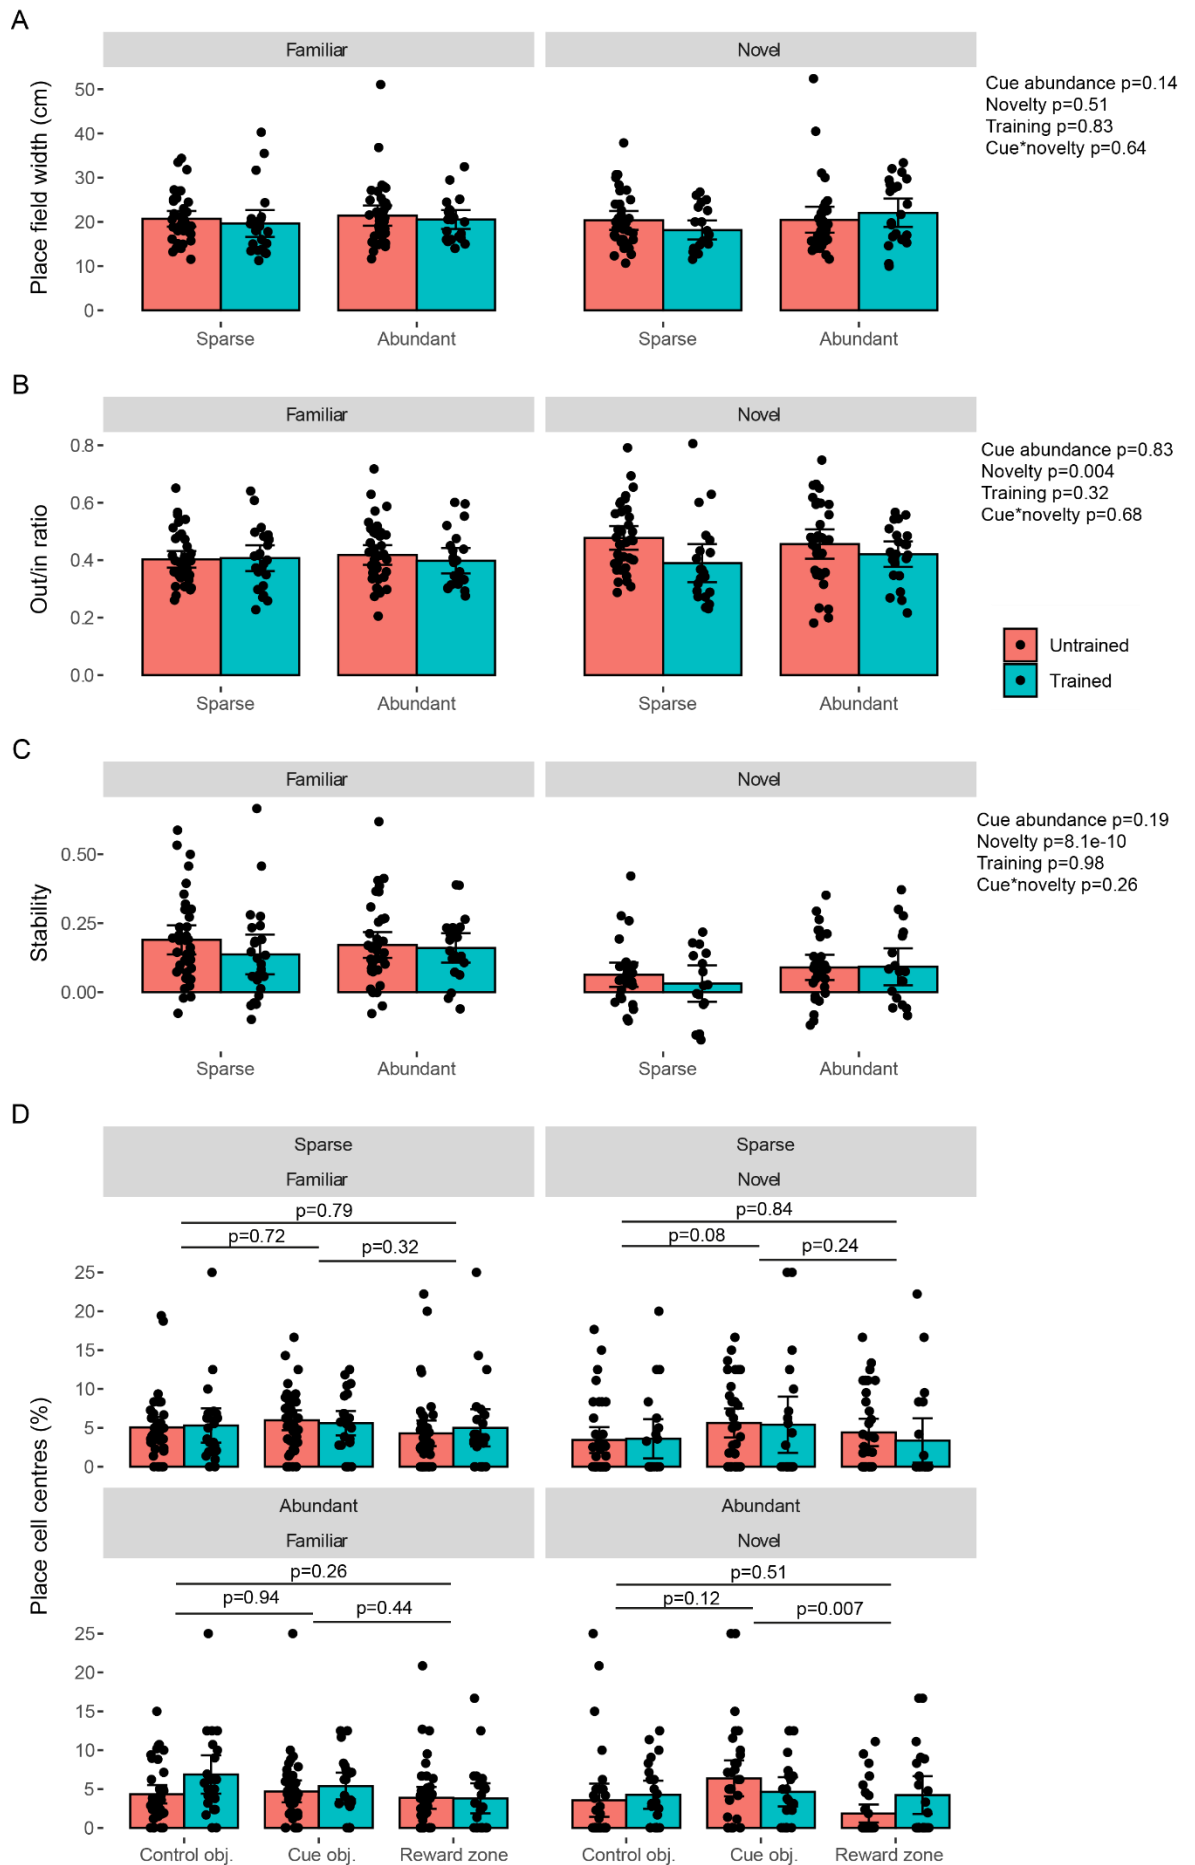 A
Familiar
Novel
Place field width (cm)
50
40
30
20
10
0
Sparse
Abundant
Sparse
Abundant
Cue abundance p=0.14
Novelty p=0.51
Training p=0.83
Cue*novelty p=0.64
B
Familiar
Novel
Out/in ratio
0.8
0.6
0.4
0.2
0.0
Sparse
Abundant
Sparse
Abundant
Cue abundance p=0.83
Novelty p=0.004
Training p=0.32
Cue*novelty p=0.68
Untrained
Trained
C
Familiar
Novel
Stability
0.50
0.25
0.00
Sparse
Abundant
Sparse
Abundant
Cue abundance p=0.19
Novelty p=8.1e-10
Training p=0.98
Cue*novelty p=0.26
D
Place cell centres (%)
Sparse
Familiar
p=0.79
p=0.72
p=0.32
Sparse
Novel
p=0.84
p=0.08
p=0.24
25
20
15
10
5
0
Abundant
Familiar
p=0.26
p=0.94
p=0.44
Abundant
Novel
p=0.51
p=0.12
p=0.007
25
20
15
10
5
0
Control obj.
Cue obj.
Reward zone
Control obj.
Cue obj.
Reward zone